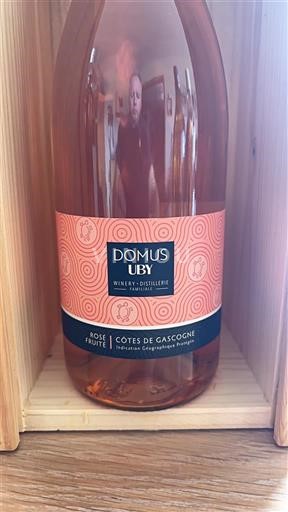 DOMUS
UBY
WINERY • DISTILLERIE
FAMILIALE
ROSÉ
FRUITÉ
CÔTES DE GASCOGNE
Indication Géographique Protégée